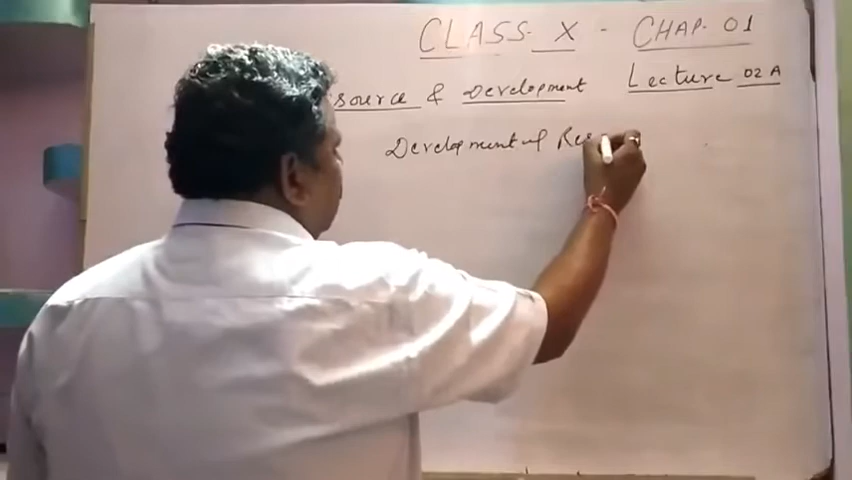 CLASS X - CHAP. 01
source & Development Lecture 02 A
Development of Res